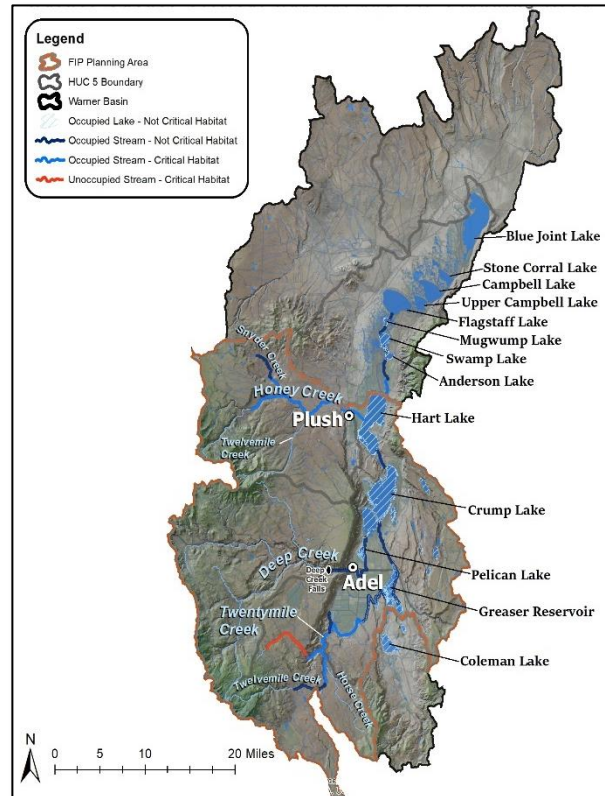 Legend
FIP Planning Area
HUC 5 Boundary
Warner Basin
Occupied Lake - Not Critical Habitat
Occupied Stream - Not Critical Habitat
Occupied Stream - Critical Habitat
Unoccupied Stream - Critical Habitat
Blue Joint Lake
Stone Corral Lake
Campbell Lake
Upper Campbell Lake
Flagstaff Lake
Mugwump Lake
Swamp Lake
Anderson Lake
Snyder Creek
Honey Creek
Hart Lake
Plush
Twelvemile
Creek
Crump Lake
Deep Creek
Deep
Creek
Falls
Adel
Pelican Lake
Greaser Reservoir
Twentymile
Creek
Coleman Lake
Twelvemile Creek
Horse Creek
N
0 5 10 20 Miles